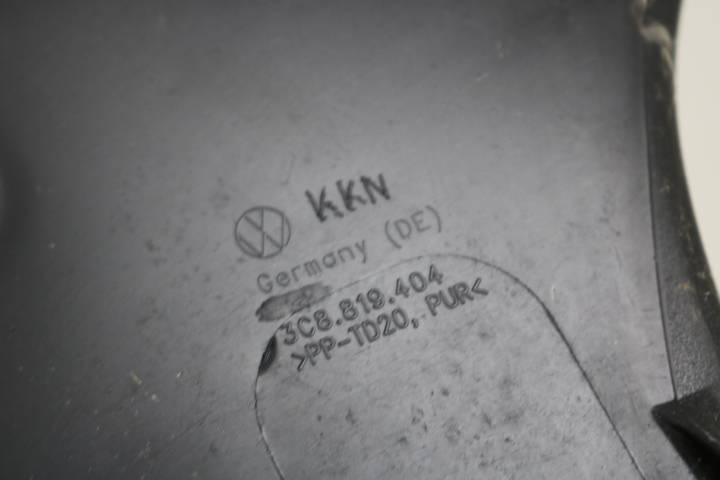 KKN
Germany (DE)
3C8.819.404
>PP-TD20, PUR<